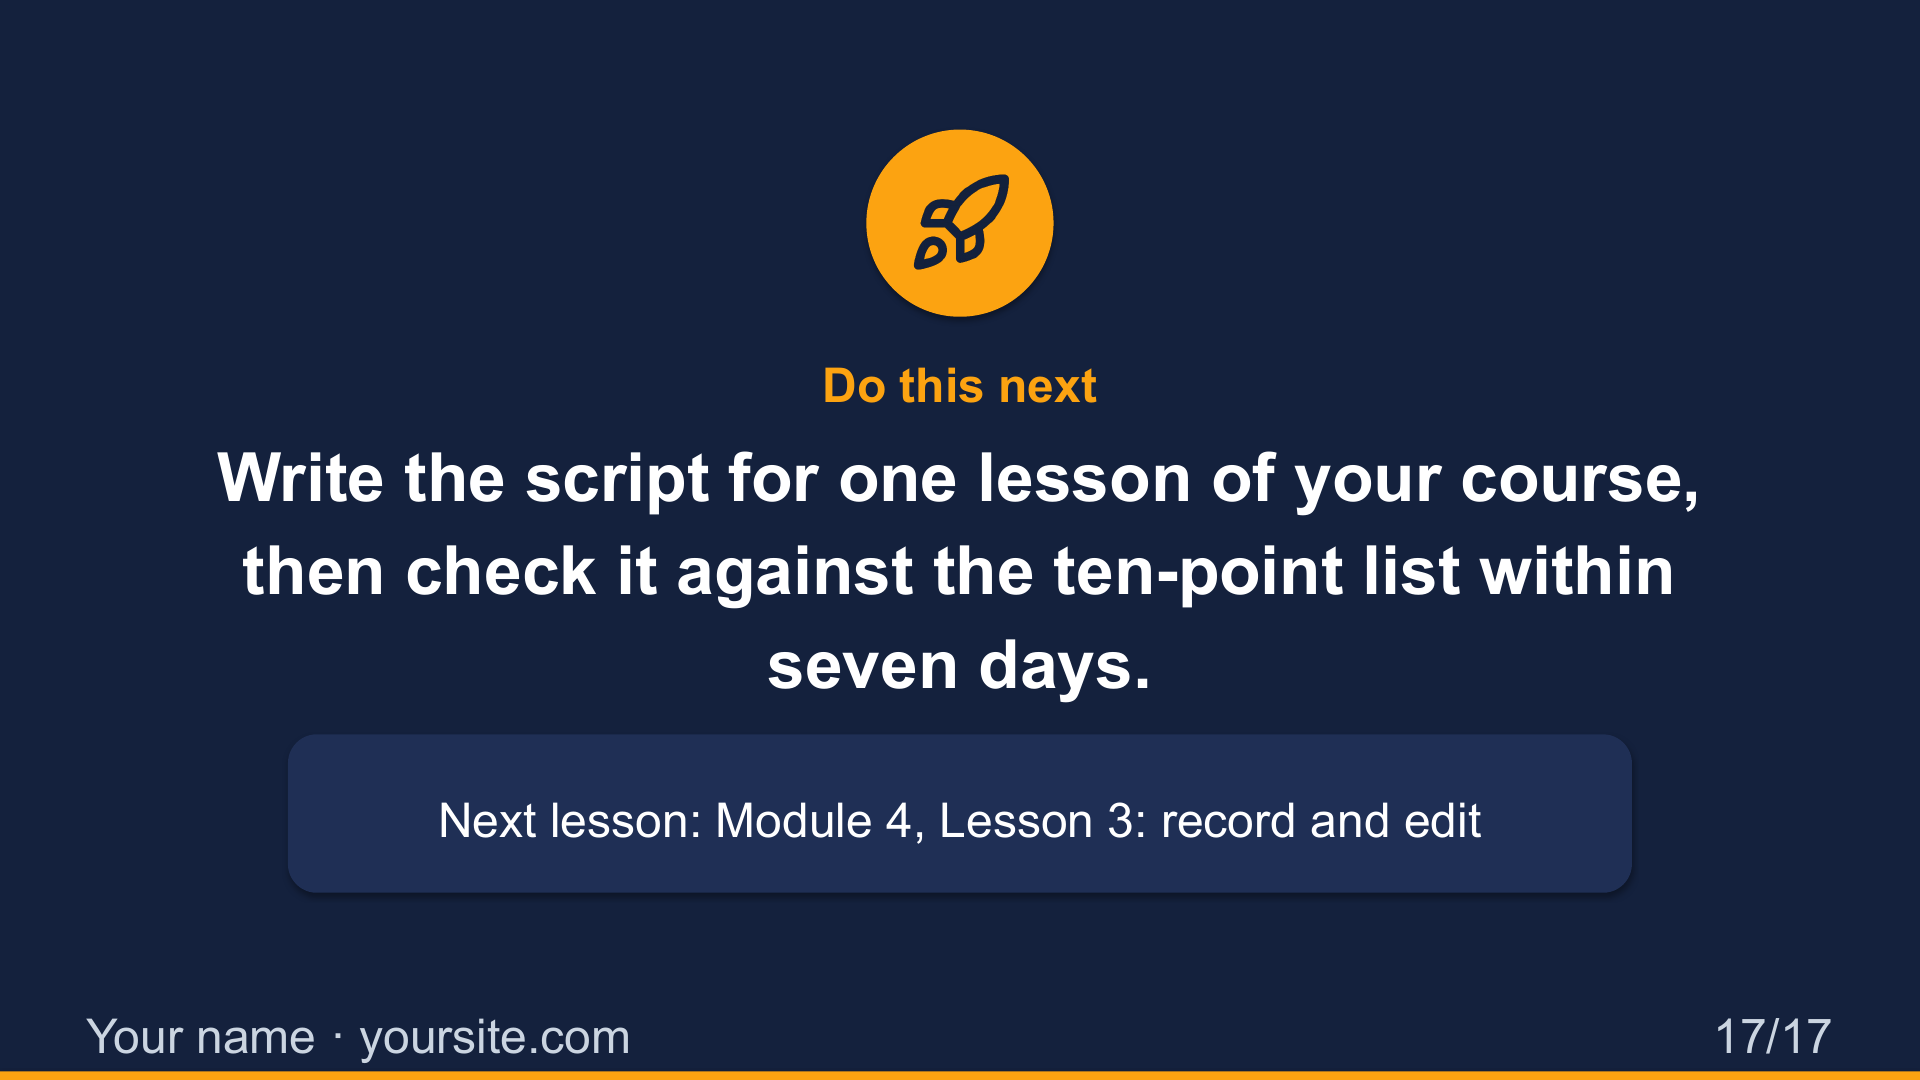 Do this next
Write the script for one lesson of your course,
then check it against the ten-point list within
seven days.
Next lesson: Module 4, Lesson 3: record and edit
Your name · yoursite.com
17/17